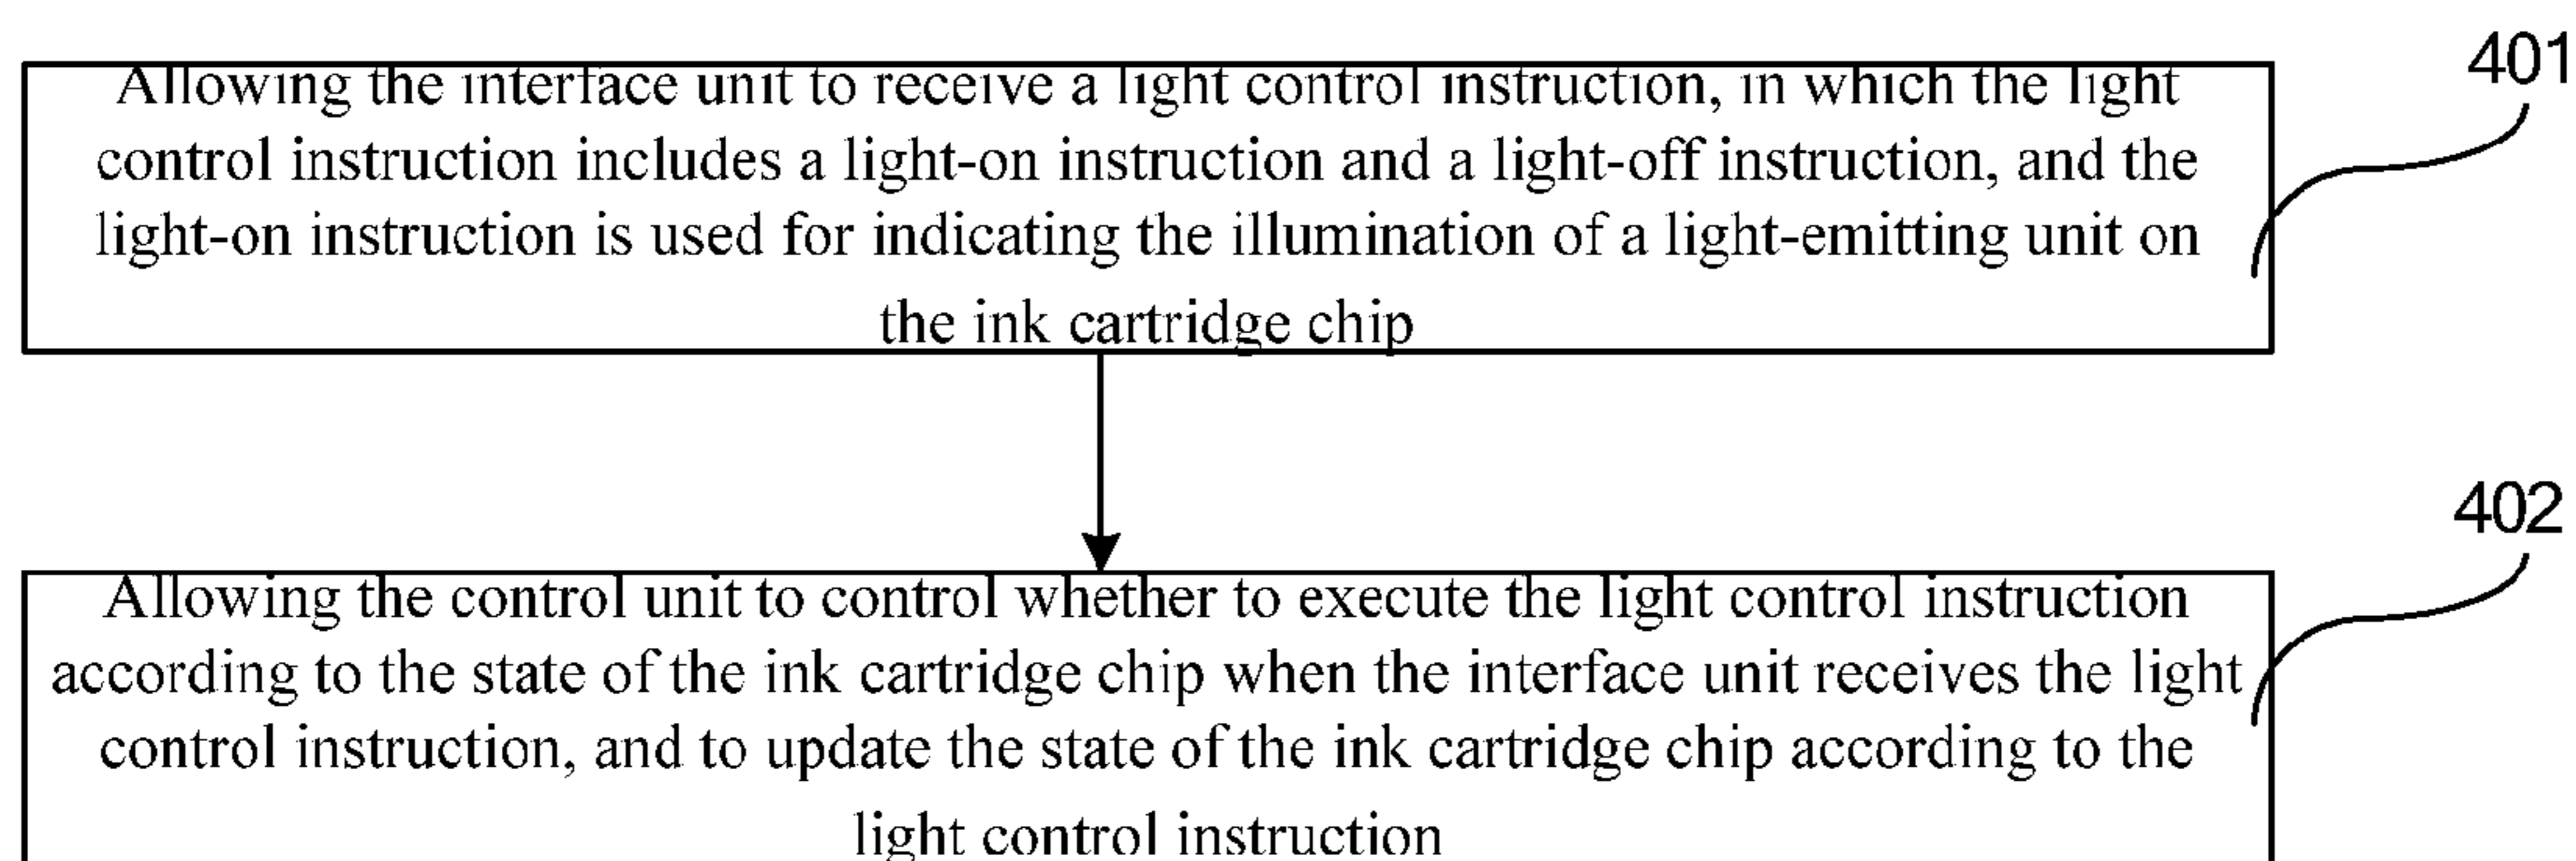 401
Allowing the interface unit to receive a light control instruction, in which the light
control instruction includes a light-on instruction and a light-off instruction, and the
light-on instruction is used for indicating the illumination of a light-emitting unit on
the ink cartridge chip
402
Allowing the control unit to control whether to execute the light control instruction
according to the state of the ink cartridge chip when the interface unit receives the light
control instruction, and to update the state of the ink cartridge chip according to the
light control instruction